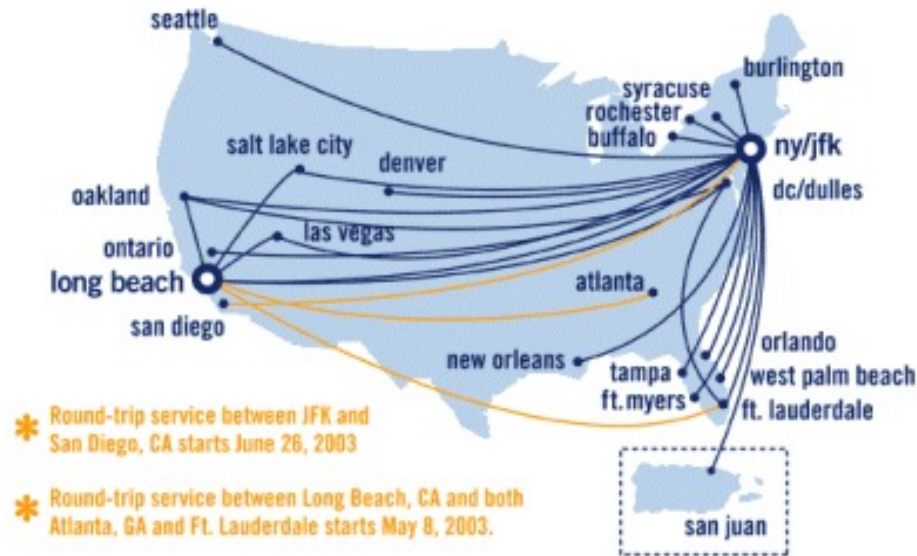 seattle
burlington
syracuse
rochester
buffalo
ny/jfk
salt lake city
denver
dc/dulles
oakland
las vegas
ontario
long beach
atlanta
san diego
orlando
new orleans
tampa
west palm beach
ft. myers
ft. lauderdale
* Round-trip service between JFK and
San Diego, CA starts June 26, 2003
* Round-trip service between Long Beach, CA and both
Atlanta, GA and Ft. Lauderdale starts May 8, 2003.
san juan